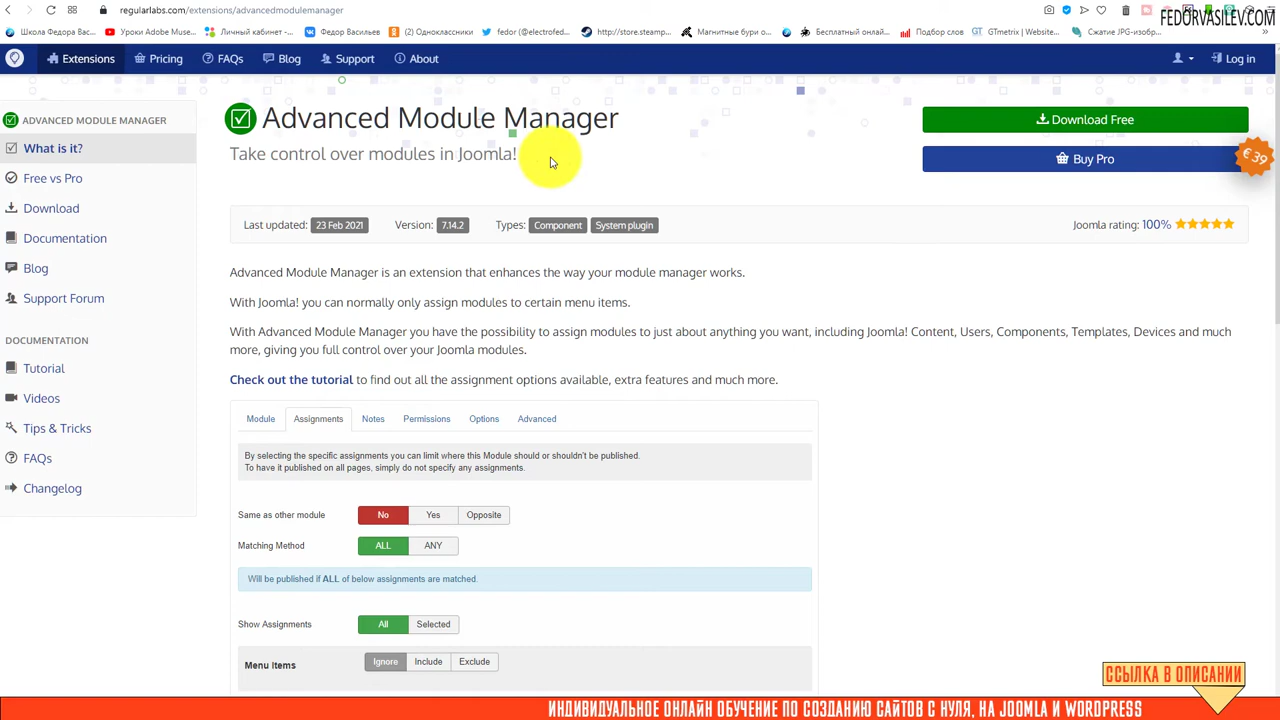 regularlabs.com/extensions/advancedmodulemanager
FEDORVASILEV.COM
Школа Федора Вас... Уроки Adobe Muse... Личный кабинет -... Федор Васильев (2) Одноклассники fedor (@electrofed... http://store.steamp... Магнитные бури о... Бесплатный онлай... Подбор слов GTmetrix | Website... Сжатие JPG-изобр...
Extensions Pricing FAQs Blog Support About Log in
ADVANCED MODULE MANAGER
What is it?
Free vs Pro
Download
Documentation
Blog
Support Forum
DOCUMENTATION
Tutorial
Videos
Tips & Tricks
FAQs
Changelog
Advanced Module Manager
Take control over modules in Joomla!
Download Free
Buy Pro
€ 39
Last updated: 23 Feb 2021 Version: 7.14.2 Types: Component System plugin Joomla rating: 100%
Advanced Module Manager is an extension that enhances the way your module manager works.
With Joomla! you can normally only assign modules to certain menu items.
With Advanced Module Manager you have the possibility to assign modules to just about anything you want, including Joomla! Content, Users, Components, Templates, Devices and much
more, giving you full control over your Joomla modules.
Check out the tutorial to find out all the assignment options available, extra features and much more.
Module Assignments Notes Permissions Options Advanced
By selecting the specific assignments you can limit where this Module should or shouldn't be published.
To have it published on all pages, simply do not specify any assignments.
Same as other module No Yes Opposite
Matching Method ALL ANY
Will be published if ALL of below assignments are matched.
Show Assignments All Selected
Menu Items Ignore Include Exclude
ССЫЛКА В ОПИСАНИИ
ИНДИВИДУАЛЬНОЕ ОНЛАЙН ОБУЧЕНИЕ ПО СОЗДАНИЮ САЙТОВ С НУЛЯ, НА JOOMLA И WORDPRESS